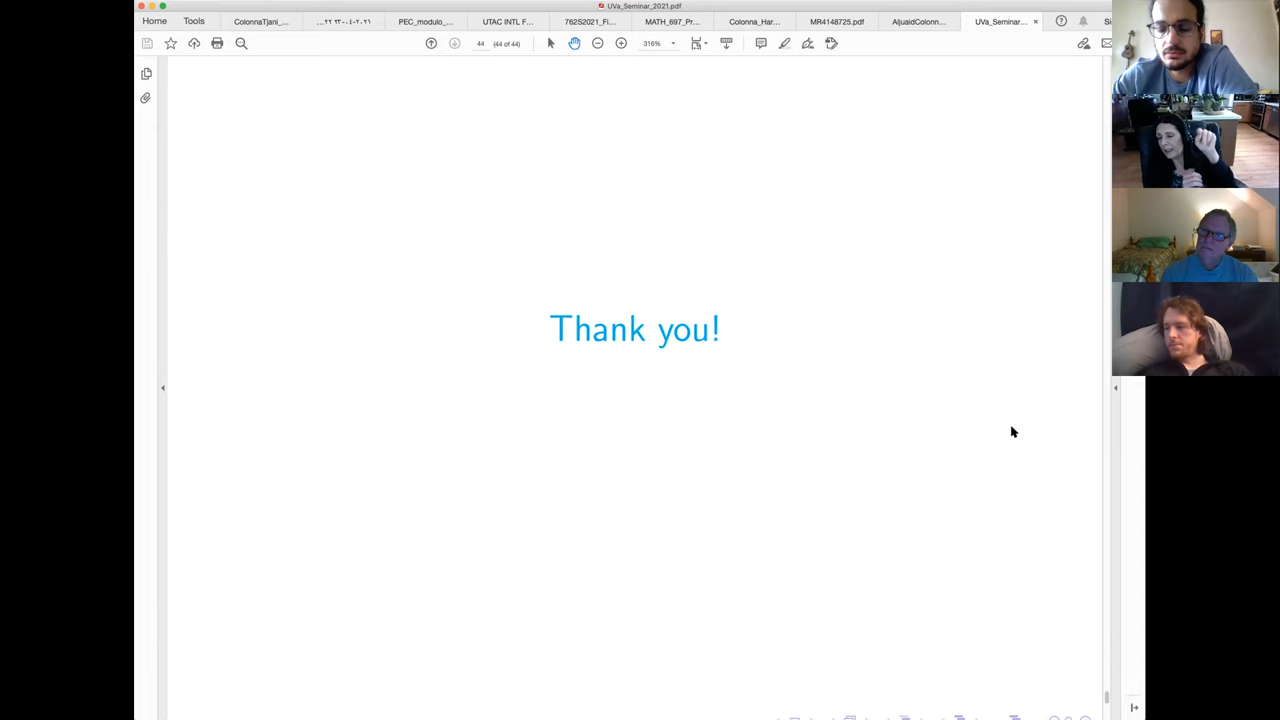 UVa_Seminar_2021.pdf
Home Tools ColonnaTjani_... PEC_modulo_... UTAC INTL F... 762S2021_Fi... MATH_697_Pr... Colonna_Har... MR4148725.pdf AljuaidColonn... UVa_Seminar... × Si
44 (44 of 44) 316%
Thank you!